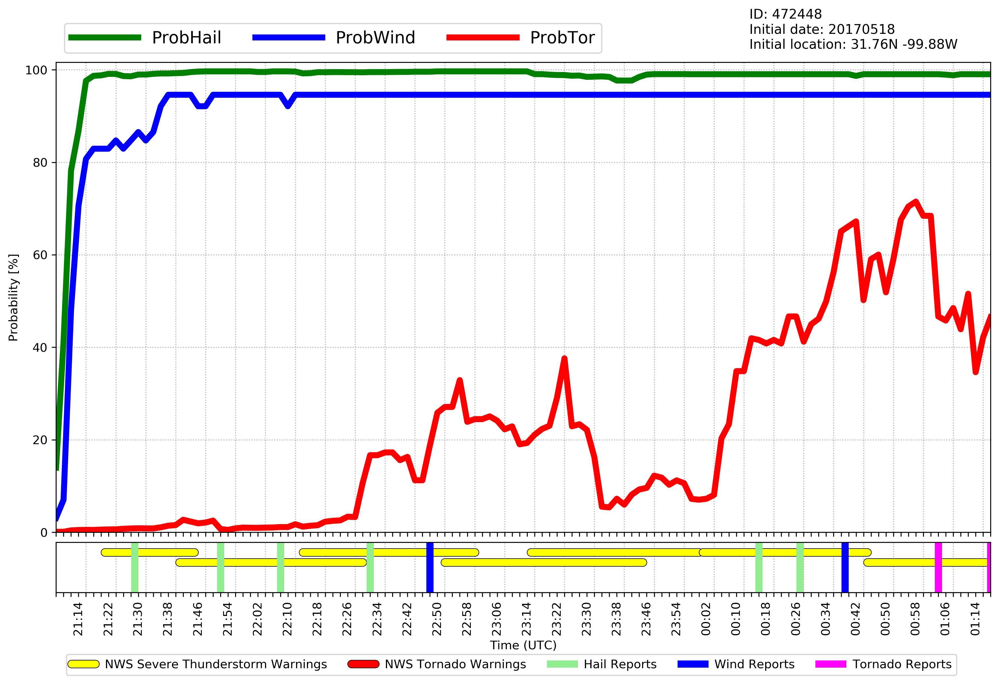 ID: 472448
Initial date: 20170518
Initial location: 31.76N -99.88W
ProbHail ProbWind ProbTor
100
80
60
40
20
0
Probability [%]
21:14 21:22 21:30 21:38 21:46 21:54 22:02 22:10 22:18 22:26 22:34 22:42 22:50 22:58 23:06 23:14 23:22 23:30 23:38 23:46 23:54 00:02 00:10 00:18 00:26 00:34 00:42 00:50 00:58 01:06 01:14
Time (UTC)
NWS Severe Thunderstorm Warnings NWS Tornado Warnings Hail Reports Wind Reports Tornado Reports